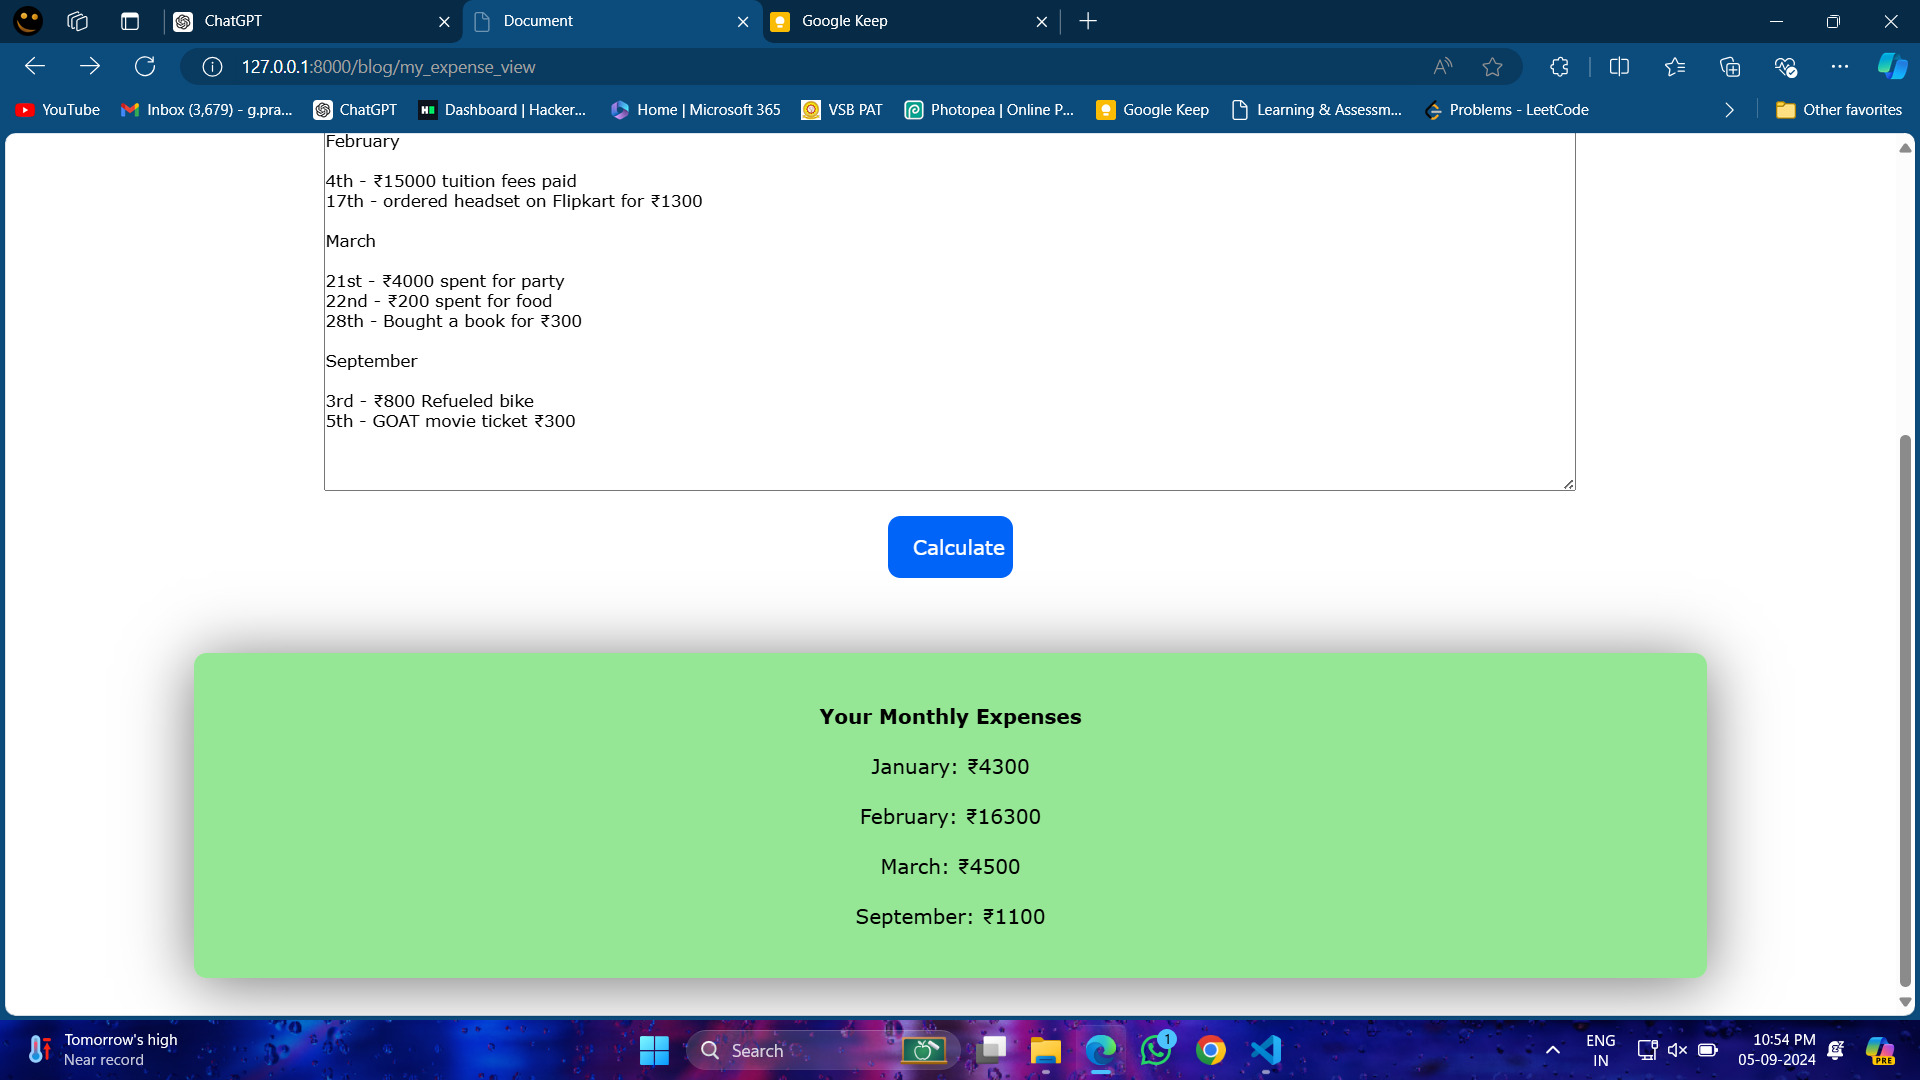 ChatGPT
Document
Google Keep
127.0.0.1:8000/blog/my_expense_view
YouTube
Inbox (3,679) - g.pra...
ChatGPT
Dashboard | Hacker...
Home | Microsoft 365
VSB PAT
Photopea | Online P...
Google Keep
Learning & Assessm...
Problems - LeetCode
Other favorites
February
4th - ₹15000 tuition fees paid
17th - ordered headset on Flipkart for ₹1300
March
21st - ₹4000 spent for party
22nd - ₹200 spent for food
28th - Bought a book for ₹300
September
3rd - ₹800 Refueled bike
5th - GOAT movie ticket ₹300
Calculate
Your Monthly Expenses
January: ₹4300
February: ₹16300
March: ₹4500
September: ₹1100
Tomorrow's high
Near record
Search
1
ENG
IN
10:54 PM
05-09-2024
PRE